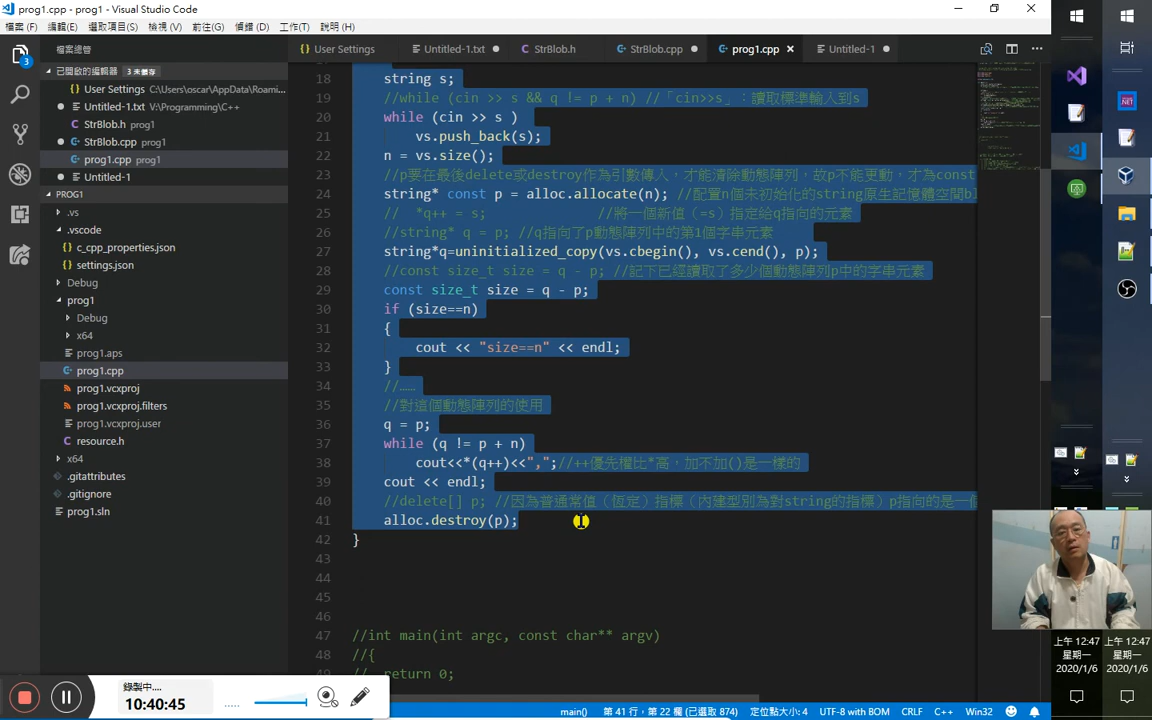 prog1.cpp - prog1 - Visual Studio Code
檔案 (F) 編輯(E) 選取項目(S) 檢視 (V) 前往(G) 偵錯 (D) 工作(T) 說明 (H)
檔案總管
已開啟的編輯器 3 未儲存
User Settings C:\Users\oscar\AppData\Roami...
Untitled-1.txt V:\Programming\C++
StrBlob.h prog1
StrBlob.cpp prog1
prog1.cpp prog1
Untitled-1
PROG1
.vs
.vscode
c_cpp_properties.json
settings.json
Debug
prog1
Debug
x64
prog1.aps
prog1.cpp
prog1.vcxproj
prog1.vcxproj.filters
prog1.vcxproj.user
resource.h
x64
.gitattributes
.gitignore
prog1.sln
3
User Settings Untitled-1.txt StrBlob.h StrBlob.cpp prog1.cpp Untitled-1
18 string s;
19 //while (cin >> s && q != p + n) //「cin>>s」：讀取標準輸入到s
20 while (cin >> s )
21 vs.push_back(s);
22 n = vs.size();
23 //p要在最後delete或destroy作為引數傳入，才能清除動態陣列，故p不能更動，才為const
24 string* const p = alloc.allocate(n); //配置n個未初始化的string原生記憶體空間bl
25 // *q++ = s; //將一個新值（=s）指定給q指向的元素
26 //string* q = p; //q指向了p動態陣列中的第1個字串元素
27 string*q=uninitialized_copy(vs.cbegin(), vs.cend(), p);
28 //const size_t size = q - p; //記下已經讀取了多少個動態陣列p中的字串元素
29 const size_t size = q - p;
30 if (size==n)
31 {
32 cout << "size==n" << endl;
33 }
34 //……
35 //對這個動態陣列的使用
36 q = p;
37 while (q != p + n)
38 cout<<*(q++)<<",";//++優先權比*高，加不加()是一樣的
39 cout << endl;
40 //delete[] p; //因為普通常值（恆定）指標（內建型別為對string的指標）p指向的是一個
41 alloc.destroy(p);
42 }
43
44
45
46
47 //int main(int argc, const char** argv)
48 //{
49 // return 0;
錄製中....
10:40:45
main() 第 41 行，第 22 欄 (已選取 874) 定位點大小：4 UTF-8 with BOM CRLF C++ Win32
上午 12:47 上午 12:47
星期一 星期一
2020/1/6 2020/1/6